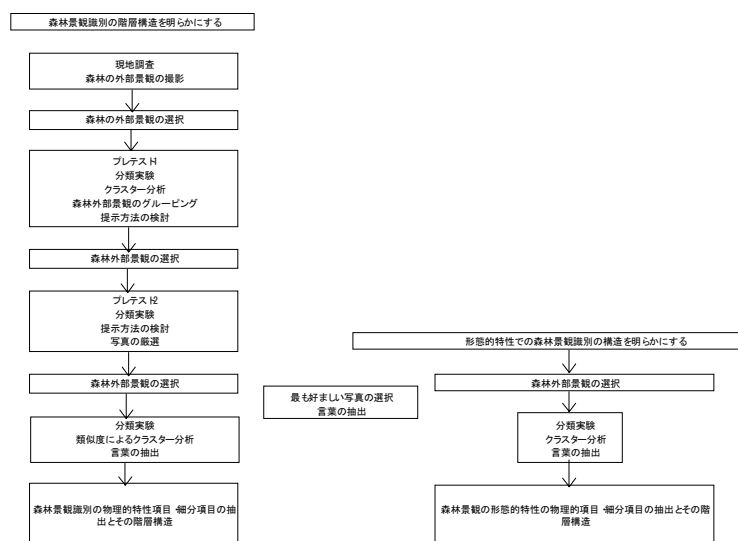 森林景観識別の階層構造を明らかにする
現地調査
森林の外部景観の撮影
森林の外部景観の選択
プレテスト1
分類実験
クラスター分析
森林外部景観のグルーピング
提示方法の検討
森林外部景観の選択
プレテスト2
分類実験
提示方法の検討
写真の厳選
森林外部景観の選択
分類実験
類似度によるクラスター分析
言葉の抽出
森林景観識別の物理的特性項目・細分項目の抽
出とその階層構造
最も好ましい写真の選択
言葉の抽出
形態的特性での森林景観識別の構造を明らかにする
森林外部景観の選択
分類実験
クラスター分析
言葉の抽出
森林景観の形態的特性の物理的項目・細分項目の抽出とその階
層構造